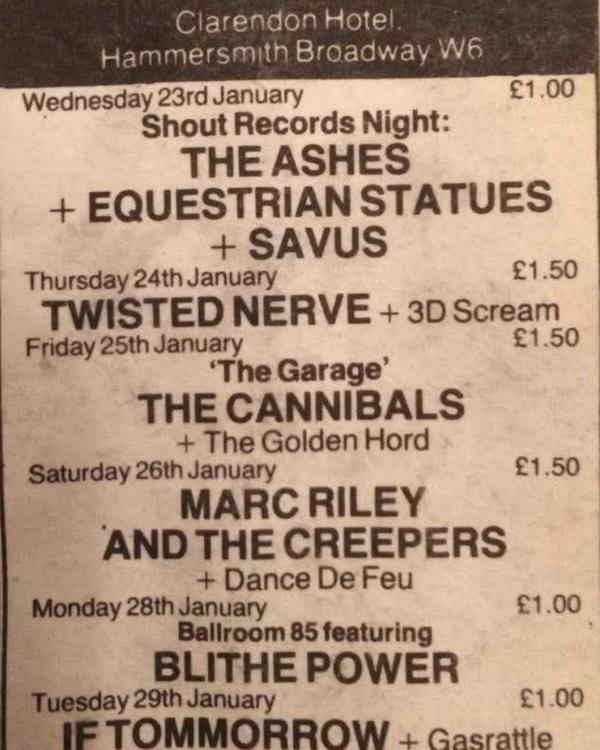 Clarendon Hotel.
Hammersmith Broadway W6
Wednesday 23rd January £1.00
Shout Records Night:
THE ASHES
+ EQUESTRIAN STATUES
+ SAVUS
Thursday 24th January £1.50
TWISTED NERVE + 3D Scream
Friday 25th January £1.50
'The Garage'
THE CANNIBALS
+ The Golden Hord
Saturday 26th January £1.50
MARC RILEY
AND THE CREEPERS
+ Dance De Feu
Monday 28th January £1.00
Ballroom 85 featuring
BLITHE POWER
Tuesday 29th January £1.00
IF TOMMORROW + Gasrattle